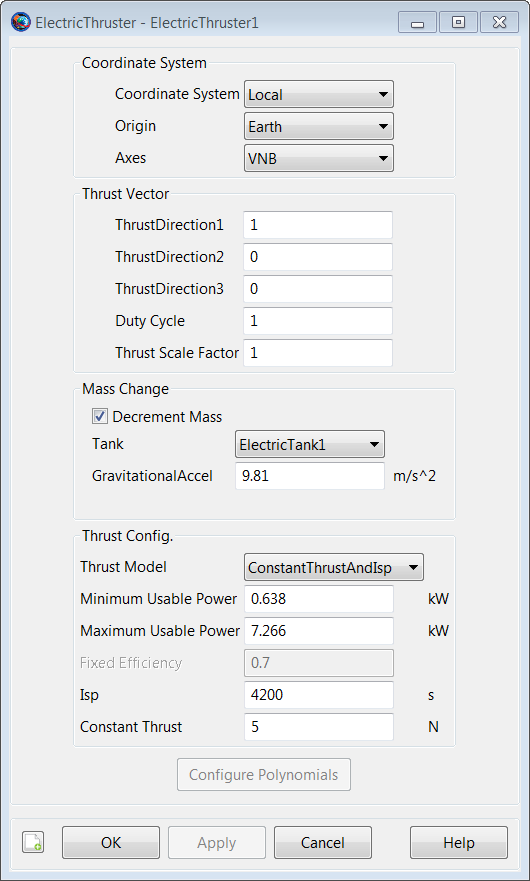 ElectricThruster - ElectricThruster1
Coordinate System
Coordinate System Local
Origin Earth
Axes VNB
Thrust Vector
ThrustDirection1 1
ThrustDirection2 0
ThrustDirection3 0
Duty Cycle 1
Thrust Scale Factor 1
Mass Change
Decrement Mass
Tank ElectricTank1
GravitationalAccel 9.81 m/s^2
Thrust Config.
Thrust Model ConstantThrustAndIsp
Minimum Usable Power 0.638 kW
Maximum Usable Power 7.266 kW
Fixed Efficiency 0.7
Isp 4200 s
Constant Thrust 5 N
Configure Polynomials
OK Apply Cancel Help